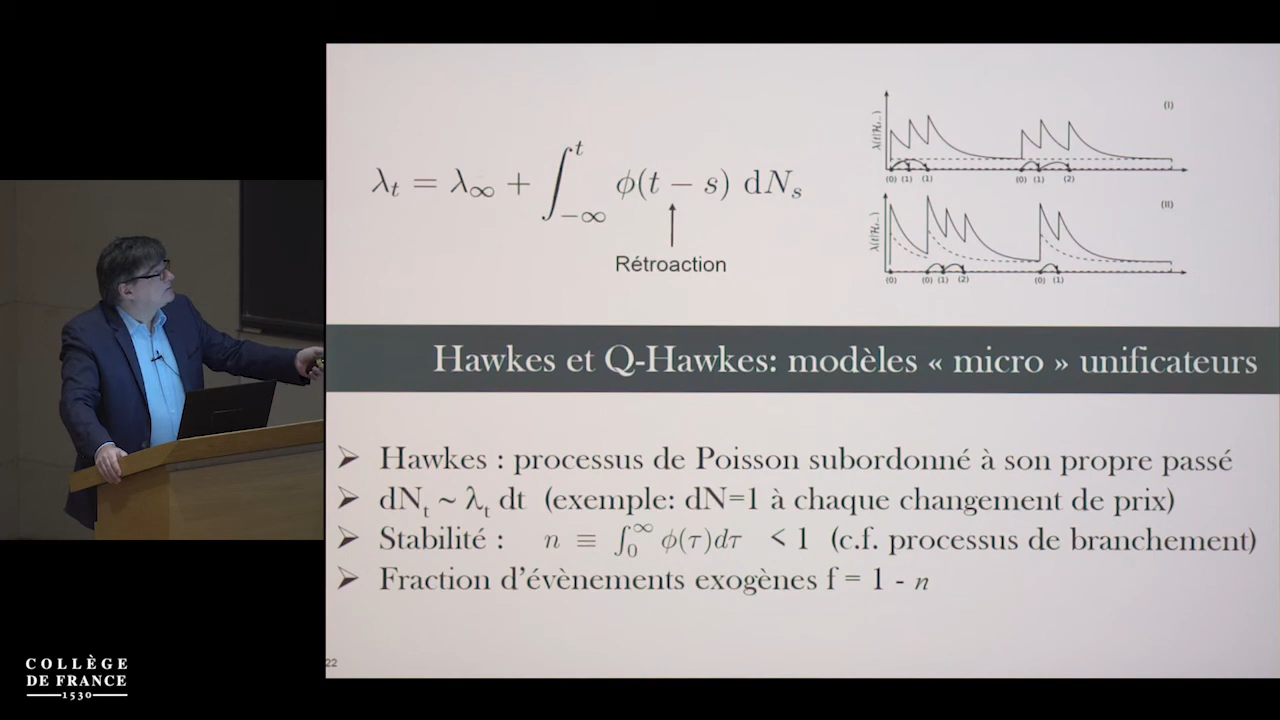 λ_t = λ_∞ + ∫_{-∞}^{t} ϕ(t − s) dN_s
Rétroaction
λ(t|ℋ_{t−})
(I)
(0) (1) (1) (0) (1) (2)
λ(t|ℋ_{t−})
(II)
(0) (0) (1) (2) (0) (1)
Hawkes et Q-Hawkes: modèles « micro » unificateurs
➤ Hawkes : processus de Poisson subordonné à son propre passé
➤ dN_t ~ λ_t dt (exemple: dN=1 à chaque changement de prix)
➤ Stabilité : n ≡ ∫_0^∞ ϕ(τ)dτ < 1 (c.f. processus de branchement)
➤ Fraction d'évènements exogènes f = 1 - n
22
COLLÈGE
DE FRANCE
1530